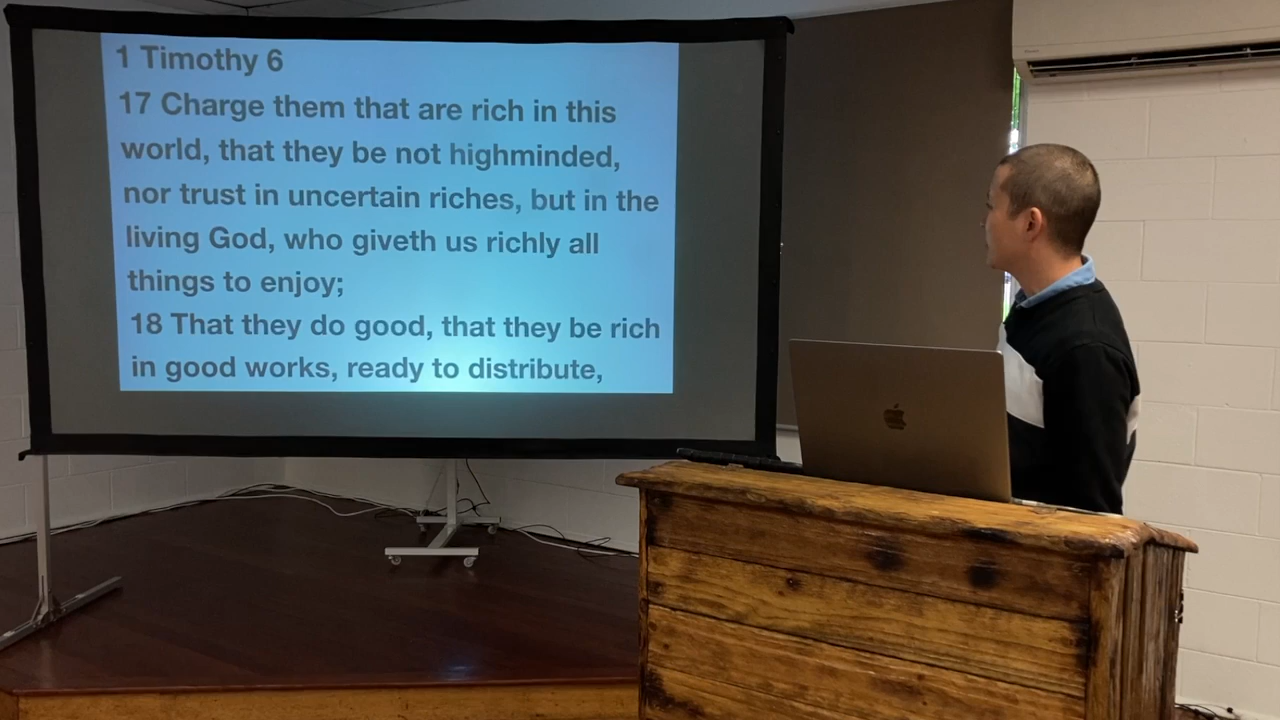 1 Timothy 6
17 Charge them that are rich in this
world, that they be not highminded,
nor trust in uncertain riches, but in the
living God, who giveth us richly all
things to enjoy;
18 That they do good, that they be rich
in good works, ready to distribute,